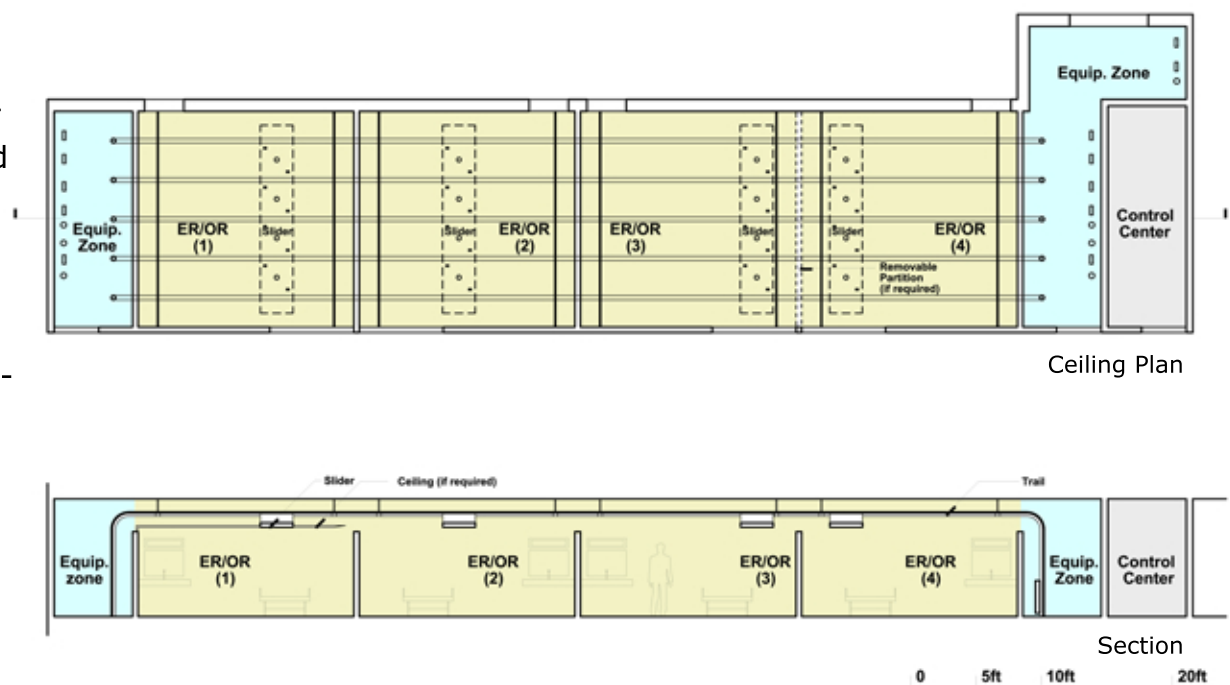 Equip. Zone
d
Equip.
Zone
ER/OR
(1)
Slider
Slider
ER/OR
(2)
ER/OR
(3)
Slider
Slider
ER/OR
(4)
Control
Center
Removable
Partition
(if required)
-
Ceiling Plan
Slider
Ceiling (if required)
Trail
Equip.
zone
ER/OR
(1)
ER/OR
(2)
ER/OR
(3)
ER/OR
(4)
Equip.
Zone
Control
Center
Section
0 5ft 10ft 20ft